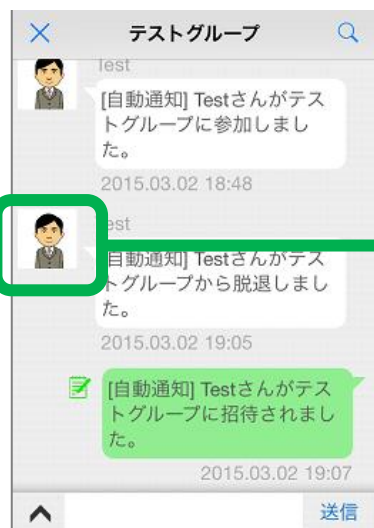 テストグループ
Test
[自動通知] Testさんがテス
トグループに参加しまし
た。
2015.03.02 18:48
est
自動通知] Testさんがテス
トグループから脱退しまし
た。
2015.03.02 19:05
[自動通知] Testさんがテス
トグループに招待されまし
た。
2015.03.02 19:07
送信